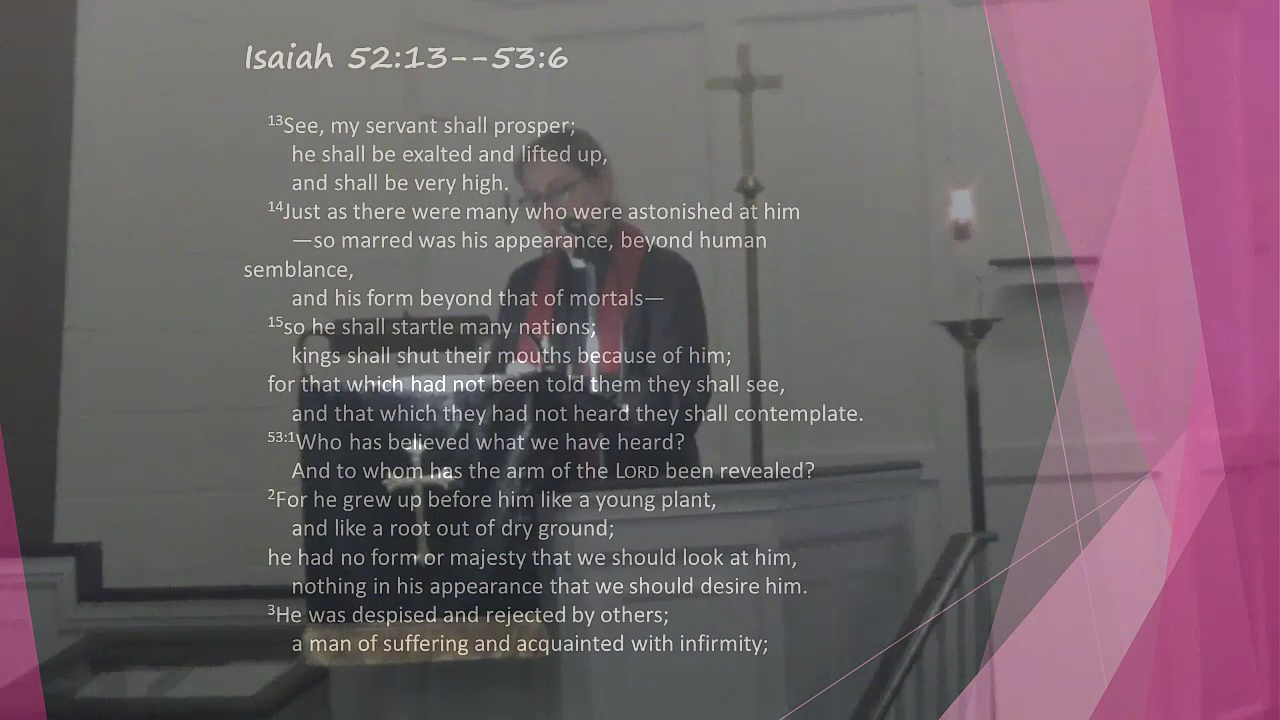 Isaiah 52:13--53:6
13See, my servant shall prosper;
he shall be exalted and lifted up,
and shall be very high.
14Just as there were many who were astonished at him
—so marred was his appearance, beyond human
semblance,
and his form beyond that of mortals—
15so he shall startle many nations;
kings shall shut their mouths because of him;
for that which had not been told them they shall see,
and that which they had not heard they shall contemplate.
53:1Who has believed what we have heard?
And to whom has the arm of the LORD been revealed?
2For he grew up before him like a young plant,
and like a root out of dry ground;
he had no form or majesty that we should look at him,
nothing in his appearance that we should desire him.
3He was despised and rejected by others;
a man of suffering and acquainted with infirmity;